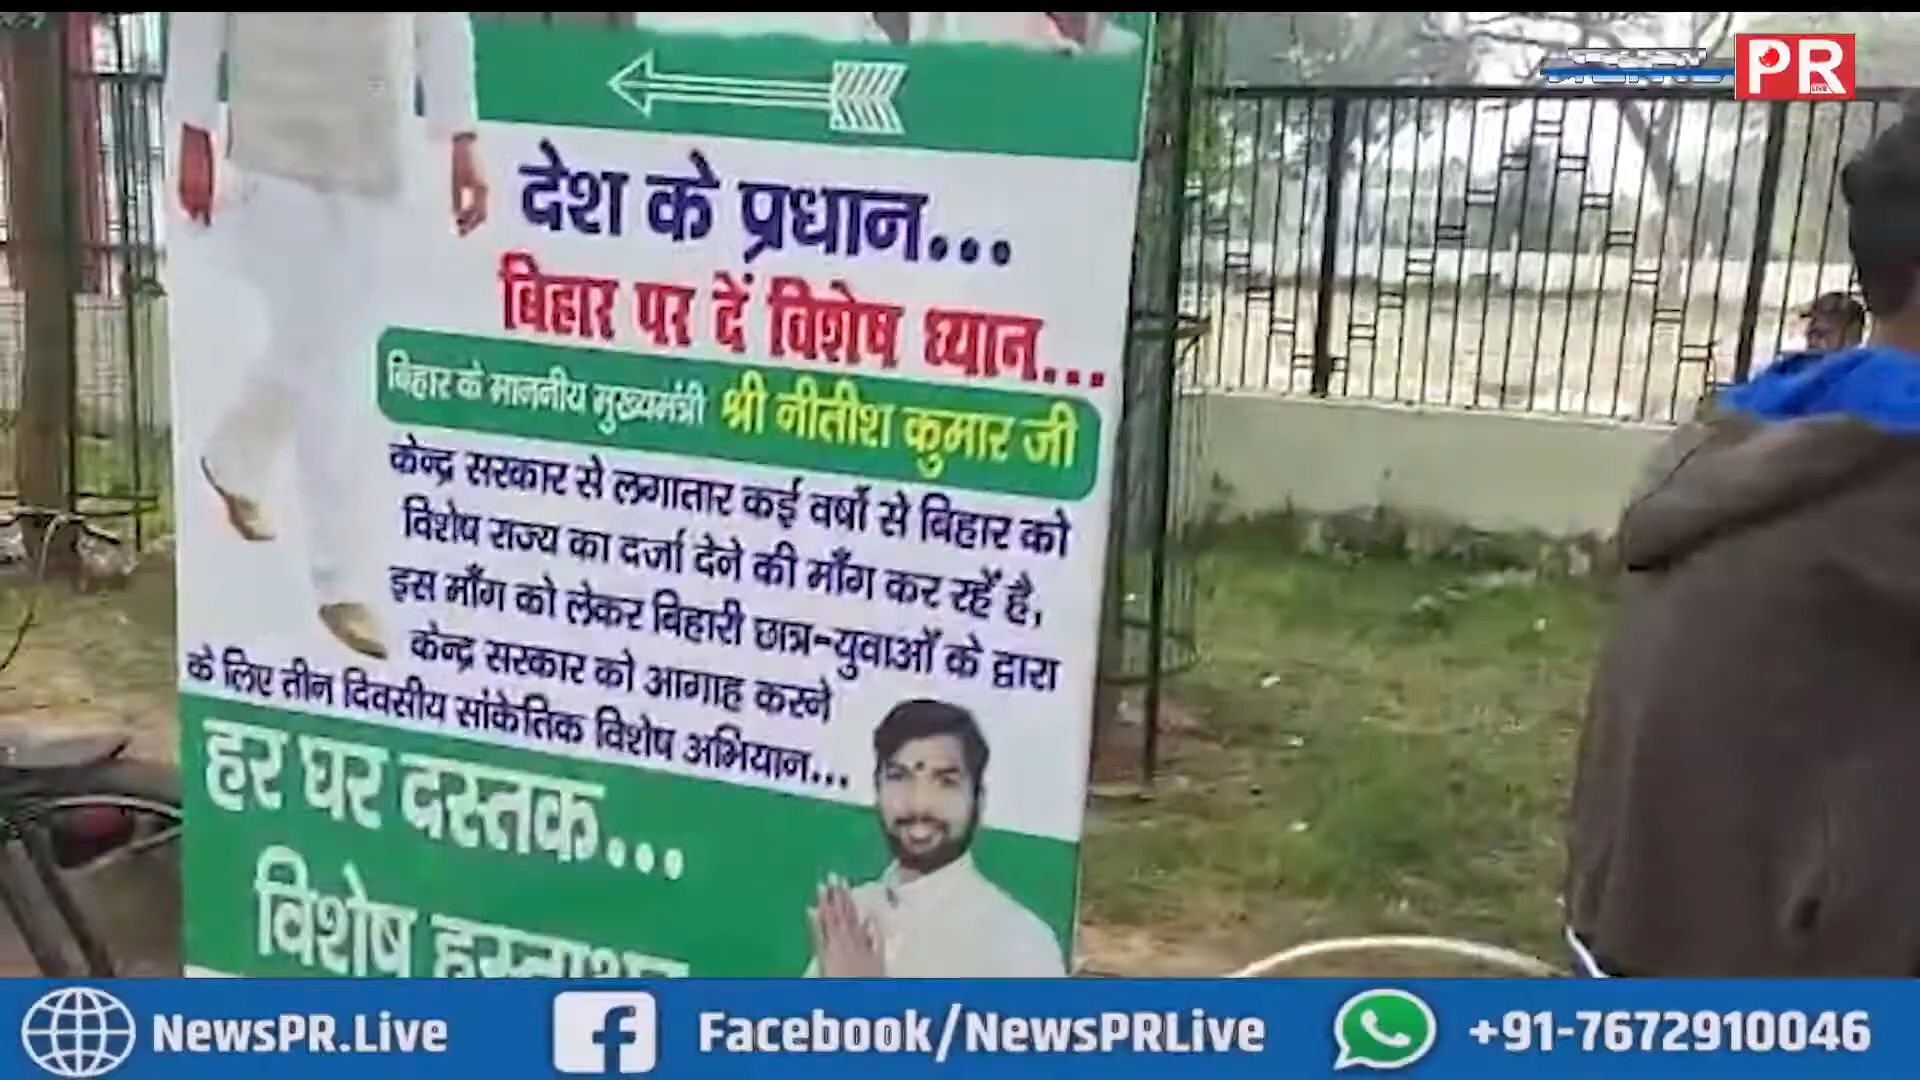 PR
LIVE
देश के प्रधान...
बिहार पर दें विशेष ध्यान...
बिहार के माननीय मुख्यमंत्री श्री नीतीश कुमार जी
केन्द्र सरकार से लगातार कई वर्षों से बिहार को
विशेष राज्य का दर्जा देने की माँग कर रहें है,
इस माँग को लेकर बिहारी छात्र-युवाओं के द्वारा
केन्द्र सरकार को आगाह करने
के लिए तीन दिवसीय सांकेतिक विशेष अभियान...
हर घर दस्तक...
विशेष
NewsPR.Live
Facebook/NewsPRLive
+91-7672910046